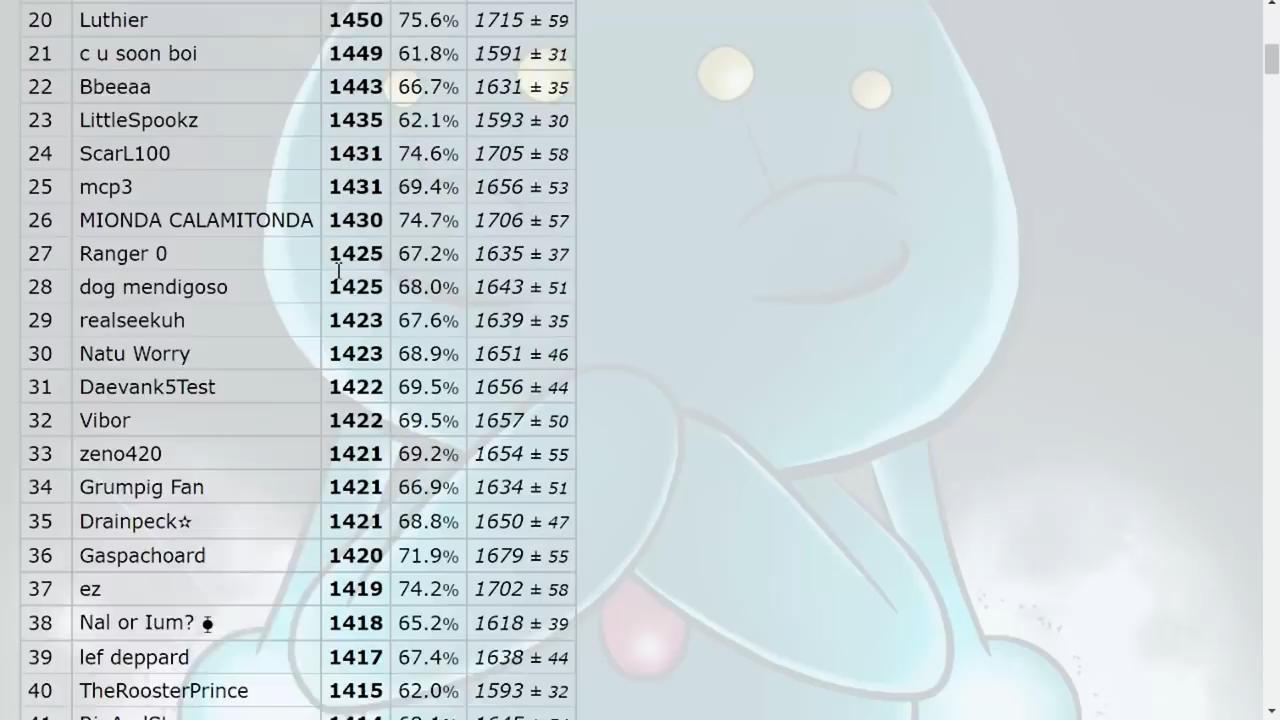 20 Luthier 1450 75.6% 1715 ± 59
21 c u soon boi 1449 61.8% 1591 ± 31
22 Bbeeaa 1443 66.7% 1631 ± 35
23 LittleSpookz 1435 62.1% 1593 ± 30
24 ScarL100 1431 74.6% 1705 ± 58
25 mcp3 1431 69.4% 1656 ± 53
26 MIONDA CALAMITONDA 1430 74.7% 1706 ± 57
27 Ranger 0 1425 67.2% 1635 ± 37
28 dog mendigoso 1425 68.0% 1643 ± 51
29 realseekuh 1423 67.6% 1639 ± 35
30 Natu Worry 1423 68.9% 1651 ± 46
31 Daevank5Test 1422 69.5% 1656 ± 44
32 Vibor 1422 69.5% 1657 ± 50
33 zeno420 1421 69.2% 1654 ± 55
34 Grumpig Fan 1421 66.9% 1634 ± 51
35 Drainpeck☆ 1421 68.8% 1650 ± 47
36 Gaspachoard 1420 71.9% 1679 ± 55
37 ez 1419 74.2% 1702 ± 58
38 Nal or Ium? 1418 65.2% 1618 ± 39
39 lef deppard 1417 67.4% 1638 ± 44
40 TheRoosterPrince 1415 62.0% 1593 ± 32